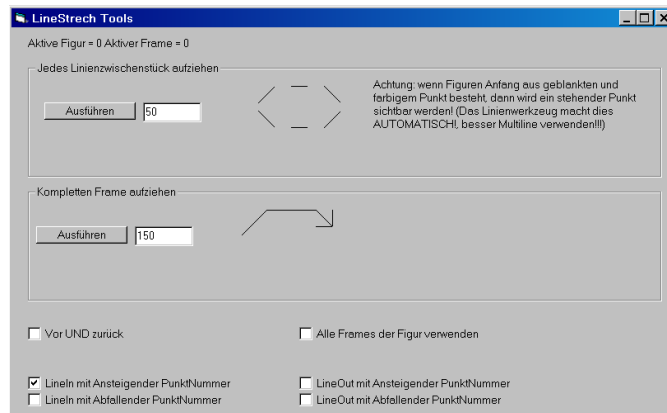 LineStrech Tools
Aktive Figur = 0 Aktiver Frame = 0
Jedes Linienzwischenstück aufziehen
Ausführen
50
Achtung: wenn Figuren Anfang aus geblankten und
farbigem Punkt besteht, dann wird ein stehender Punkt
sichtbar werden! (Das Linienwerkzeug macht dies
AUTOMATISCH!, besser Multiline verwenden!!!)
Kompletten Frame aufziehen
Ausführen
150
Vor UND zurück
Alle Frames der Figur verwenden
LineIn mit Ansteigender PunktNummer
LineOut mit Ansteigender PunktNummer
LineIn mit Abfallender PunktNummer
LineOut mit Abfallender PunktNummer